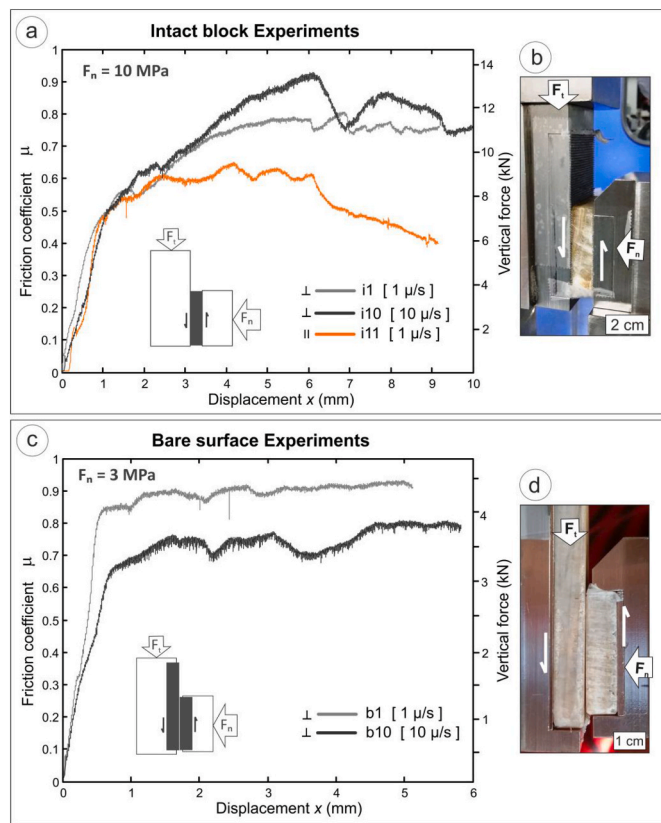 a
Intact block Experiments
Fn = 10 MPa
1
0.9
0.8
0.7
0.6
0.5
0.4
0.3
0.2
0.1
0
Friction coefficient μ
14
12
10
8
6
4
2
Vertical force (kN)
Ft
Fn
⊥ i1 [ 1 μ/s ]
⊥ i10 [ 10 μ/s ]
II i11 [ 1 μ/s ]
0 1 2 3 4 5 6 7 8 9 10
Displacement x (mm)
b
Ft
Fn
2 cm
c
Bare surface Experiments
Fn = 3 MPa
1
0.9
0.8
0.7
0.6
0.5
0.4
0.3
0.2
0.1
0
Friction coefficient μ
4
3
2
1
Vertical force (kN)
Ft
Fn
⊥ b1 [ 1 μ/s ]
⊥ b10 [ 10 μ/s ]
0 1 2 3 4 5 6
Displacement x (mm)
d
Ft
Fn
1 cm